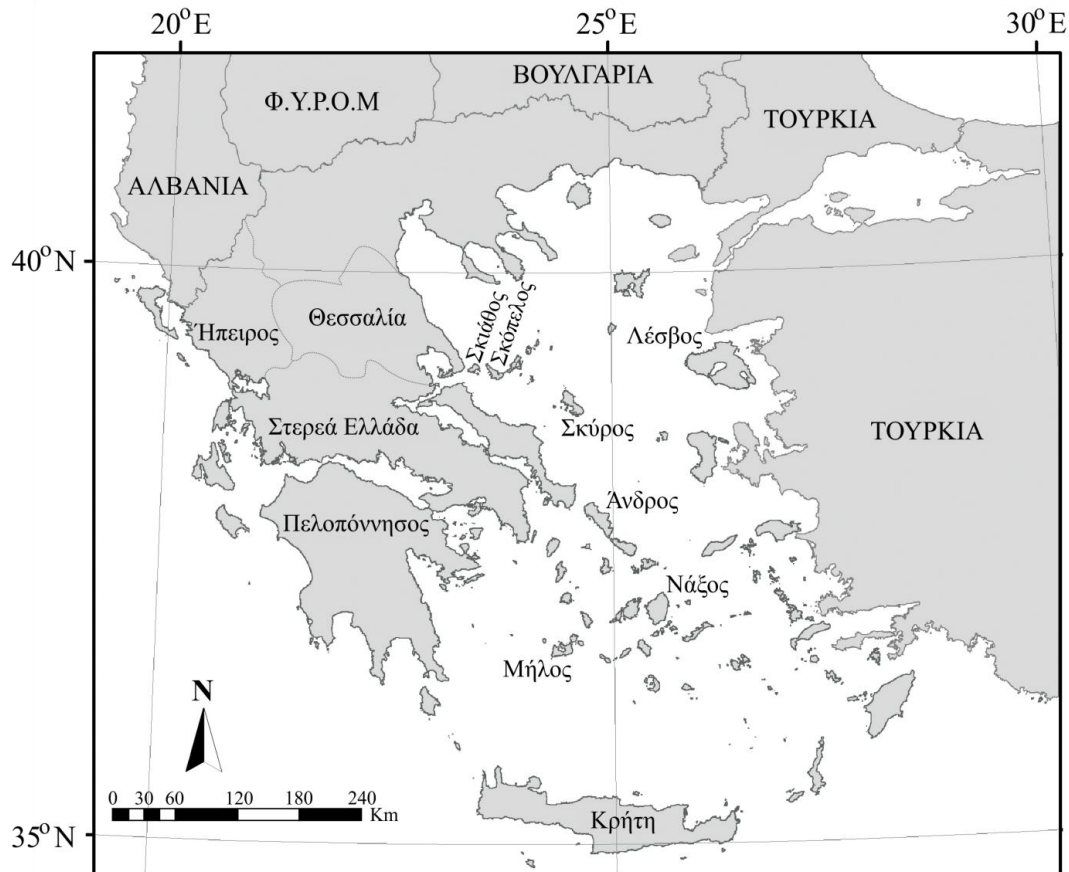 20°E 25°E 30°E
ΒΟΥΛΓΑΡΙΑ
Φ.Υ.Ρ.Ο.Μ
ΤΟΥΡΚΙΑ
ΑΛΒΑΝΙΑ
40°N
Σκιάθος
Σκόπελος
Θεσσαλία
Ήπειρος
Λέσβος
Στερεά Ελλάδα
Σκύρος
ΤΟΥΡΚΙΑ
Άνδρος
Πελοπόννησος
Νάξος
Μήλος
N
0 30 60 120 180 240
Km
Κρήτη
35°N